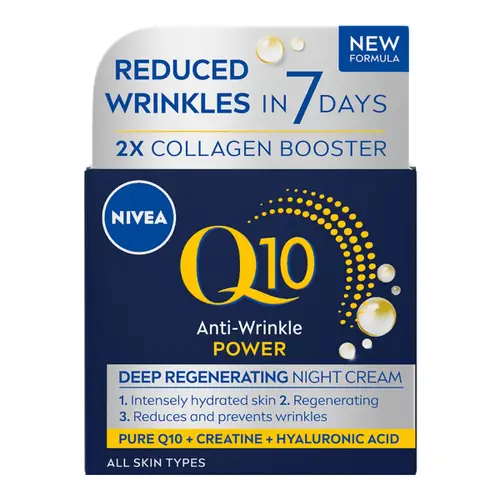 NEW
FORMULA
REDUCED
WRINKLES IN 7 DAYS
2X COLLAGEN BOOSTER
NIVEA
Q10
Anti-Wrinkle
POWER
DEEP REGENERATING NIGHT CREAM
1. Intensely hydrated skin 2. Regenerating
3. Reduces and prevents wrinkles
PURE Q10 + CREATINE + HYALURONIC ACID
ALL SKIN TYPES